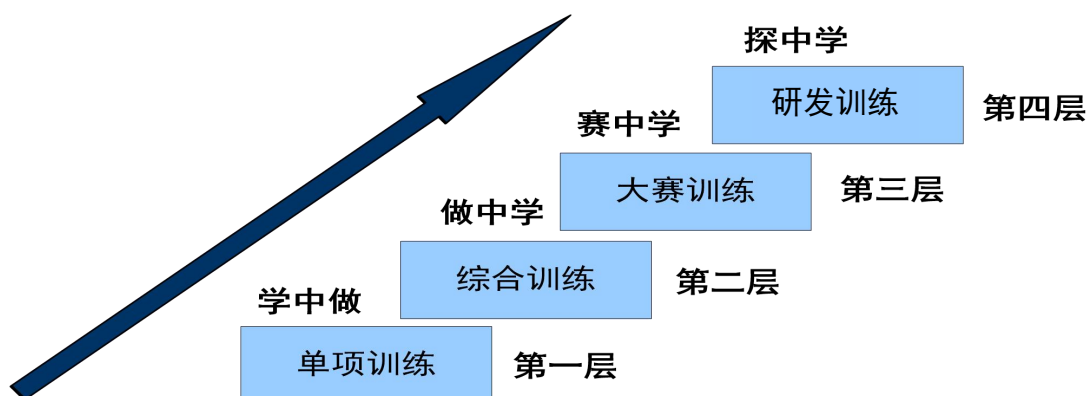 探中学
研发训练
第四层
赛中学
大赛训练
第三层
做中学
综合训练
第二层
学中做
单项训练
第一层